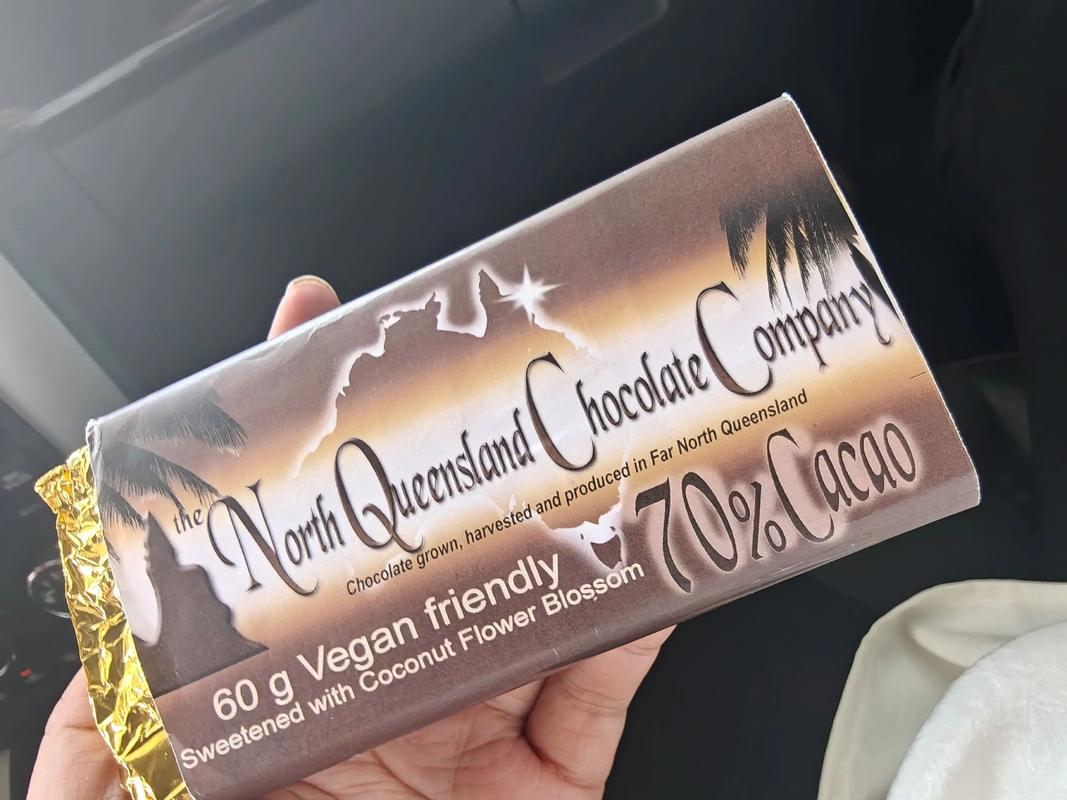 the North Queensland Chocolate Company
Chocolate grown, harvested and produced in Far North Queensland
70% Cacao
60 g Vegan friendly
Sweetened with Coconut Flower Blossom